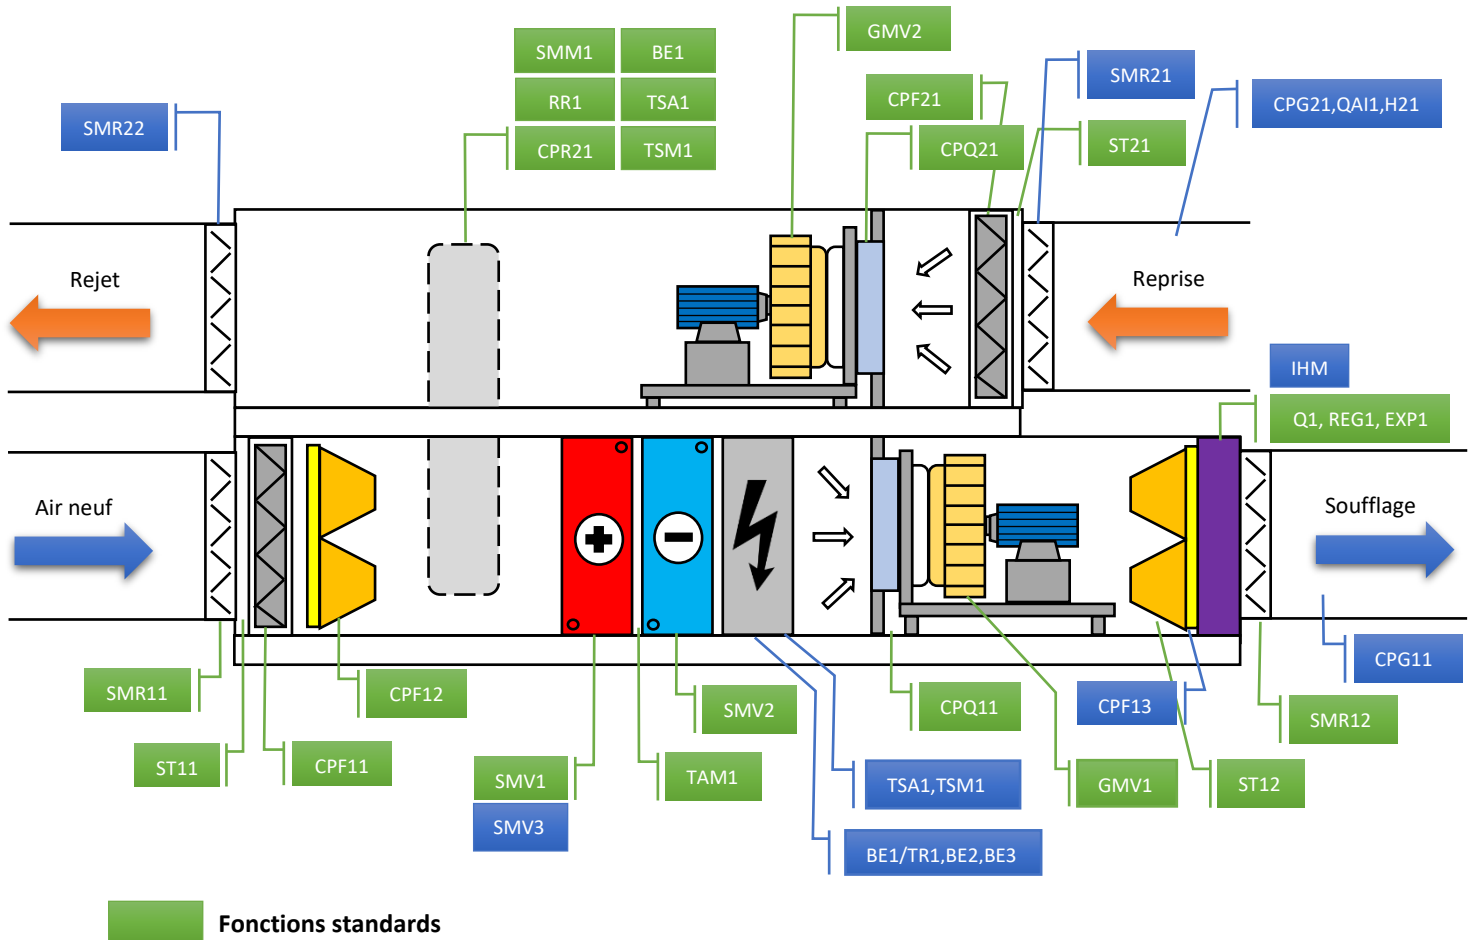 GMV2
SMM1
BE1
SMR21
RR1
TSA1
CPF21
CPG21,QAI1,H21
SMR22
CPR21
TSM1
CPQ21
ST21
Rejet
Reprise
IHM
Q1, REG1, EXP1
Air neuf
Soufflage
CPG11
SMR11
CPF12
SMV2
CPQ11
CPF13
SMR12
ST11
CPF11
SMV1
TAM1
TSA1,TSM1
GMV1
ST12
SMV3
BE1/TR1,BE2,BE3
Fonctions standards